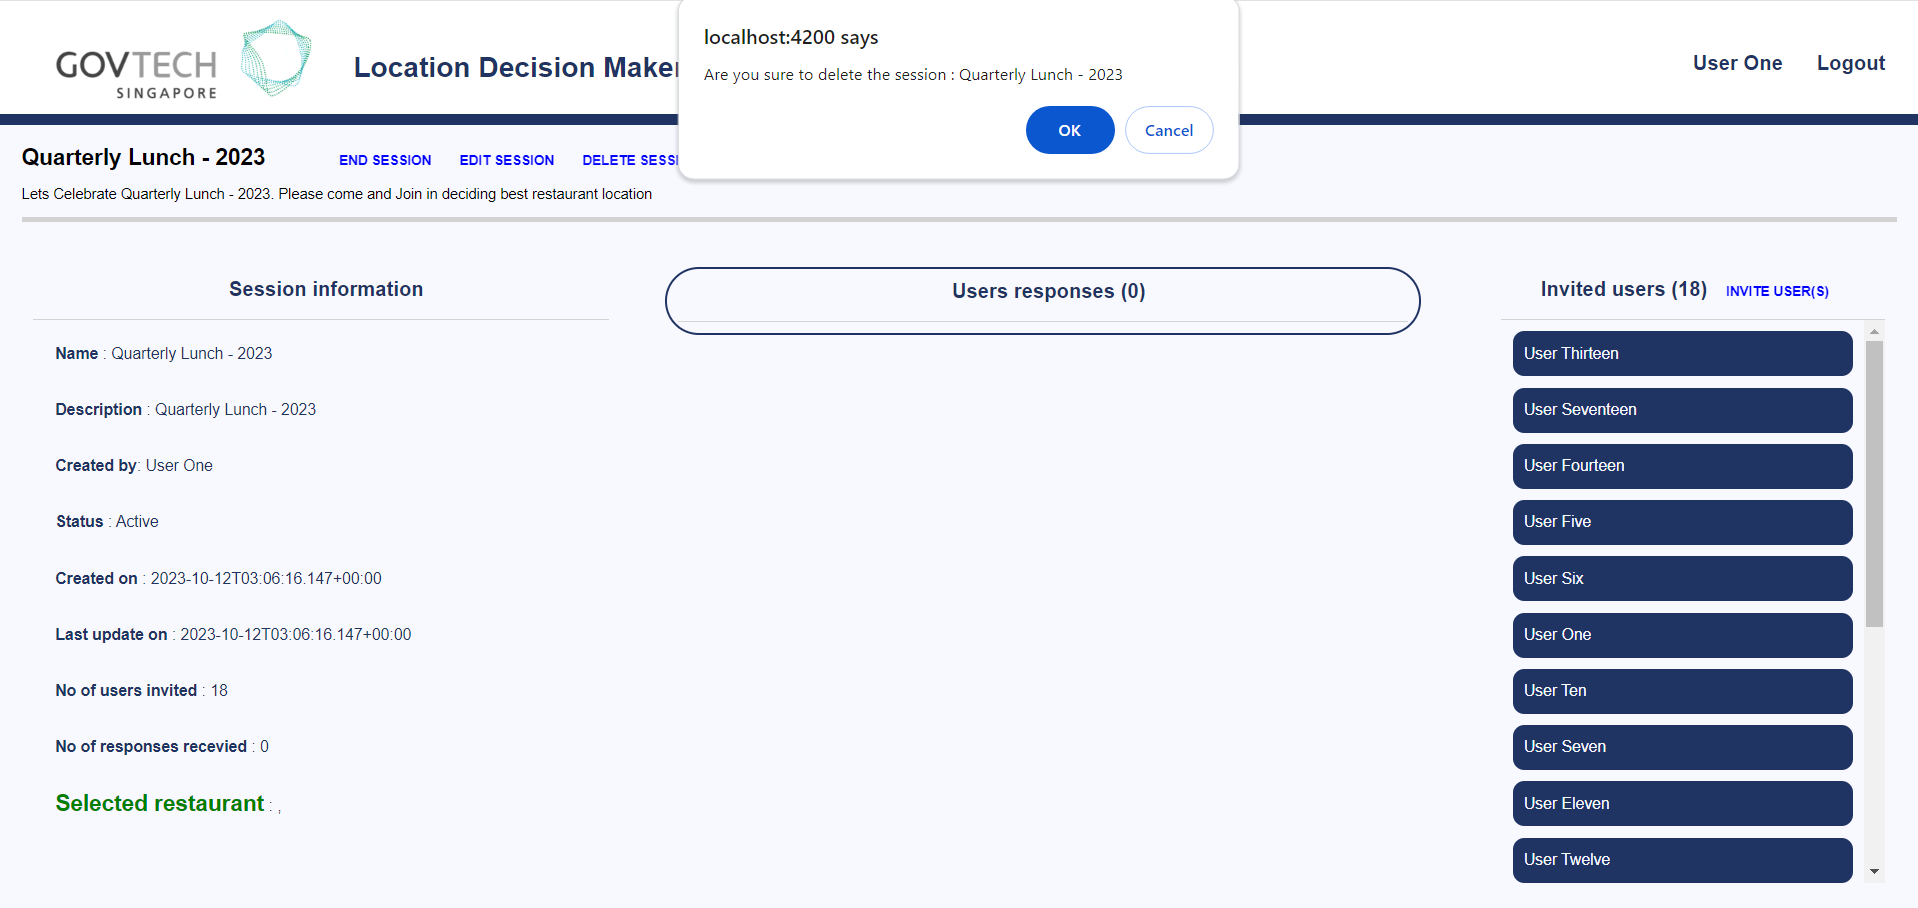 GOVTECH
SINGAPORE
Location Decision Maker
localhost:4200 says
Are you sure to delete the session : Quarterly Lunch - 2023
OK
Cancel
User One
Logout
Quarterly Lunch - 2023
END SESSION
EDIT SESSION
DELETE SESSI
Lets Celebrate Quarterly Lunch - 2023. Please come and Join in deciding best restaurant location
Session information
Name : Quarterly Lunch - 2023
Description : Quarterly Lunch - 2023
Created by: User One
Status : Active
Created on : 2023-10-12T03:06:16.147+00:00
Last update on : 2023-10-12T03:06:16.147+00:00
No of users invited : 18
No of responses recevied : 0
Selected restaurant : ,
Users responses (0)
Invited users (18)
INVITE USER(S)
User Thirteen
User Seventeen
User Fourteen
User Five
User Six
User One
User Ten
User Seven
User Eleven
User Twelve